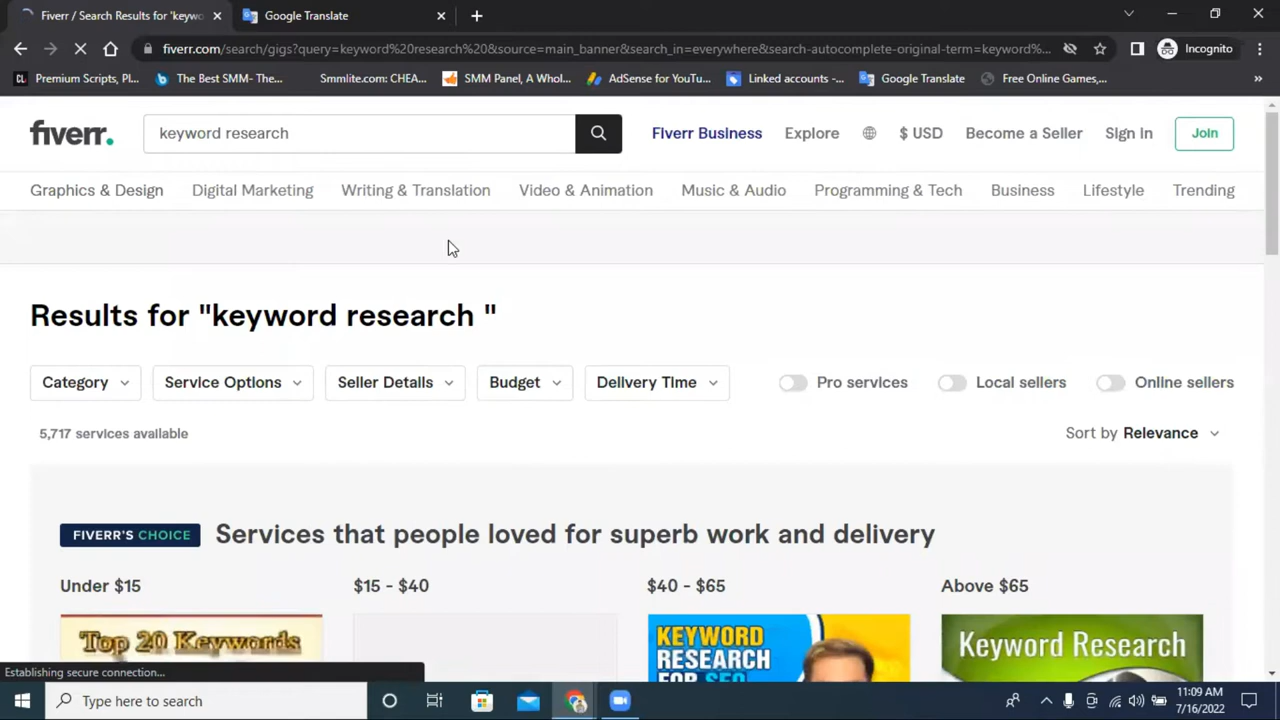 Fiverr / Search Results for 'keywo
Google Translate
fiverr.com/search/gigs?query=keyword%20research%20&source=main_banner&search_in=everywhere&search-autocomplete-original-term=keyword%...
Incognito
Premium Scripts, Pl...
The Best SMM- The...
Smmlite.com: CHEA...
SMM Panel, A Whol...
AdSense for YouTu...
Linked accounts -...
Google Translate
Free Online Games,...
fiverr.
keyword research
Fiverr Business
Explore
$ USD
Become a Seller
Sign In
Join
Graphics & Design
Digital Marketing
Writing & Translation
Video & Animation
Music & Audio
Programming & Tech
Business
Lifestyle
Trending
Results for "keyword research "
Category
Service Options
Seller Details
Budget
Delivery Time
Pro services
Local sellers
Online sellers
5,717 services available
Sort by Relevance
FIVERR'S CHOICE
Services that people loved for superb work and delivery
Under $15
$15 - $40
$40 - $65
Above $65
Top 20 Keywords
KEYWORD
RESEARCH
FOR SEO
Keyword Research
Establishing secure connection...
Type here to search
11:09 AM
7/16/2022